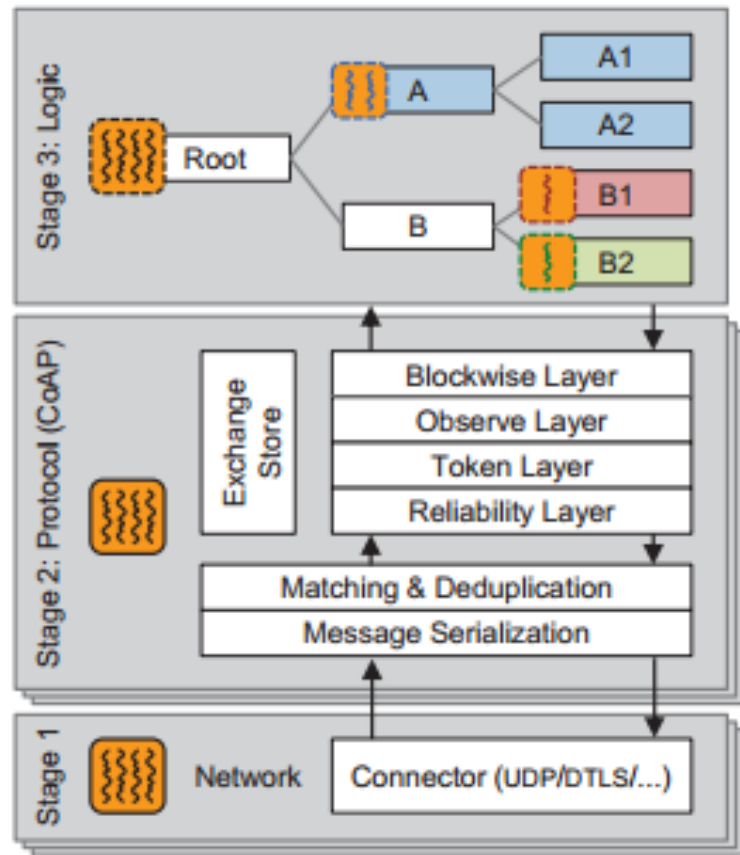 Stage 3: Logic
Root
A
A1
A2
B
B1
B2
Stage 2: Protocol (CoAP)
Exchange
Store
Blockwise Layer
Observe Layer
Token Layer
Reliability Layer
Matching & Deduplication
Message Serialization
Stage 1
Network
Connector (UDP/DTLS/...)